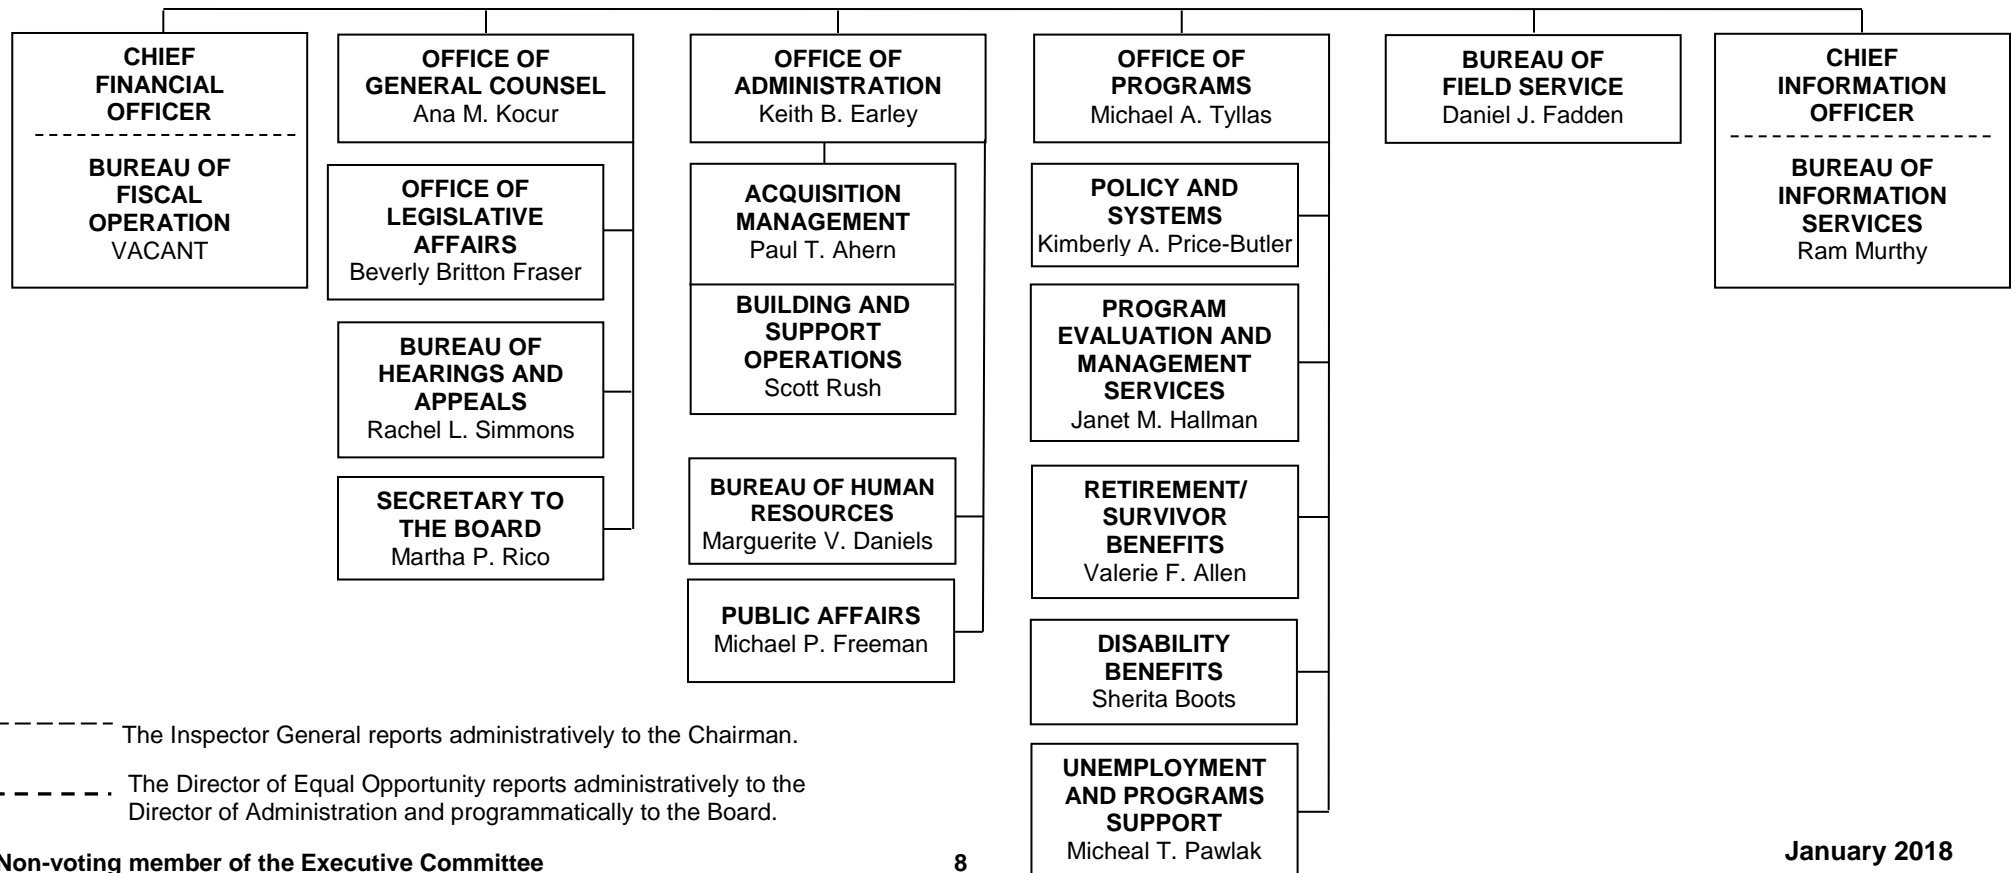 CHIEF
FINANCIAL
OFFICER
BUREAU OF
FISCAL
OPERATION
VACANT
OFFICE OF
GENERAL COUNSEL
Ana M. Kocur
OFFICE OF
LEGISLATIVE
AFFAIRS
Beverly Britton Fraser
BUREAU OF
HEARINGS AND
APPEALS
Rachel L. Simmons
SECRETARY TO
THE BOARD
Martha P. Rico
OFFICE OF
ADMINISTRATION
Keith B. Earley
ACQUISITION
MANAGEMENT
Paul T. Ahern
BUILDING AND
SUPPORT
OPERATIONS
Scott Rush
BUREAU OF HUMAN
RESOURCES
Marguerite V. Daniels
PUBLIC AFFAIRS
Michael P. Freeman
OFFICE OF
PROGRAMS
Michael A. Tyllas
POLICY AND
SYSTEMS
Kimberly A. Price-Butler
PROGRAM
EVALUATION AND
MANAGEMENT
SERVICES
Janet M. Hallman
RETIREMENT/
SURVIVOR
BENEFITS
Valerie F. Allen
DISABILITY
BENEFITS
Sherita Boots
UNEMPLOYMENT
AND PROGRAMS
SUPPORT
Micheal T. Pawlak
BUREAU OF
FIELD SERVICE
Daniel J. Fadden
CHIEF
INFORMATION
OFFICER
BUREAU OF
INFORMATION
SERVICES
Ram Murthy
The Inspector General reports administratively to the Chairman.
The Director of Equal Opportunity reports administratively to the
Director of Administration and programmatically to the Board.
Non-voting member of the Executive Committee
8
January 2018